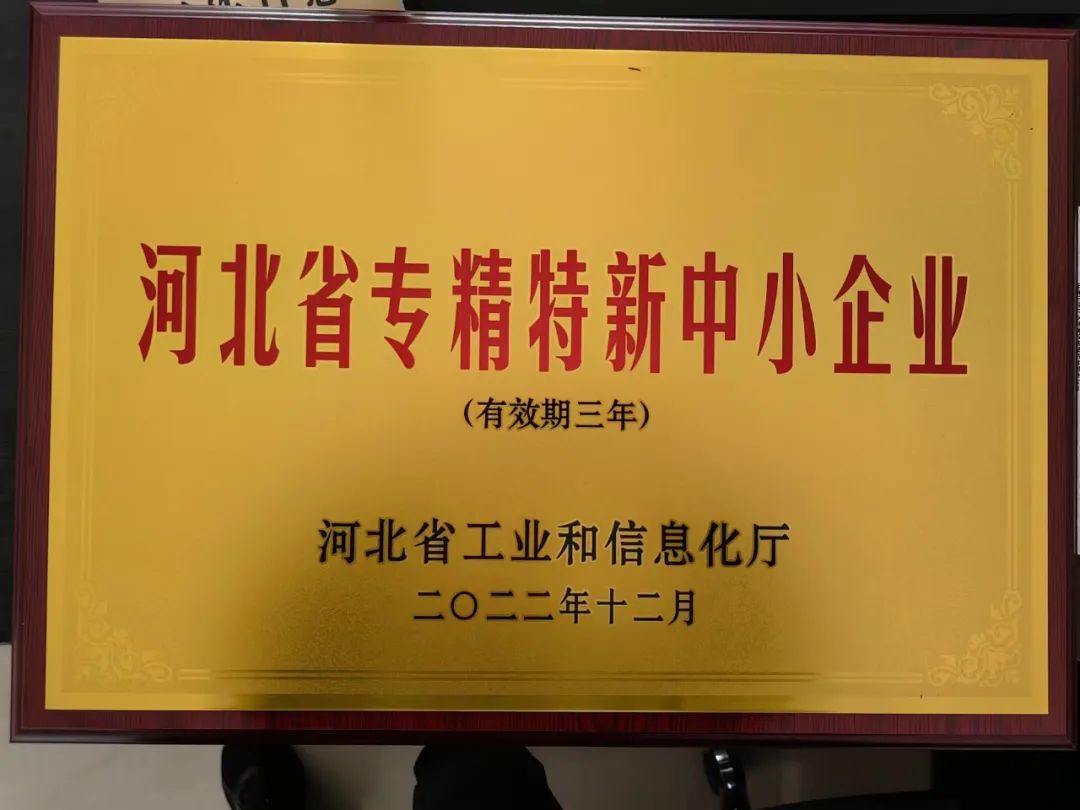 河北省专精特新中小企业
(有效期三年)
河北省工业和信息化厅
二〇二二年十二月